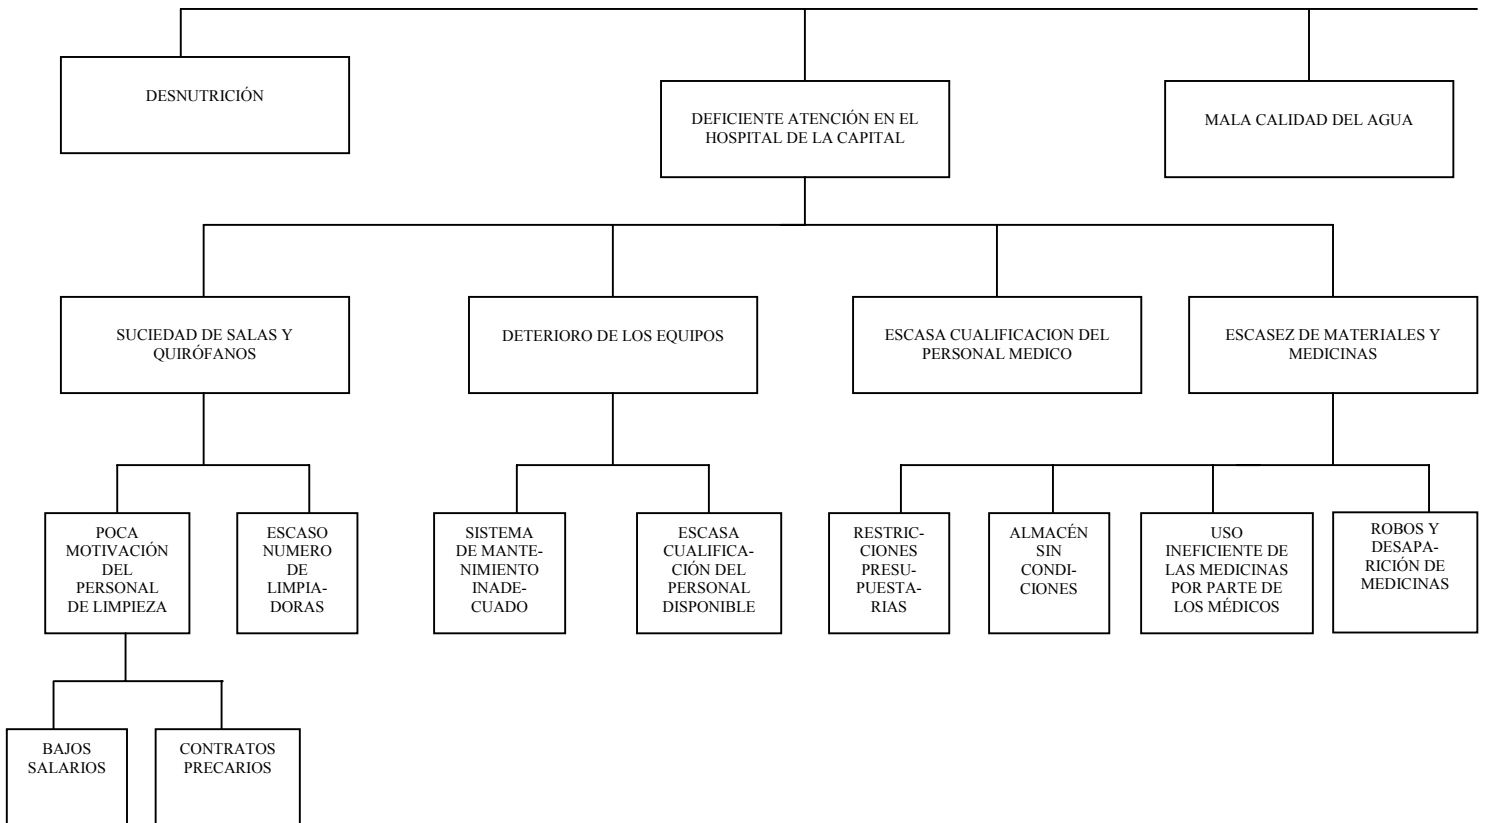 DESNUTRICIÓN
DEFICIENTE ATENCIÓN EN EL
HOSPITAL DE LA CAPITAL
MALA CALIDAD DEL AGUA
SUCIEDAD DE SALAS Y
QUIRÓFANOS
DETERIORO DE LOS EQUIPOS
ESCASA CUALIFICACION DEL
PERSONAL MEDICO
ESCASEZ DE MATERIALES Y
MEDICINAS
POCA
MOTIVACIÓN
DEL
PERSONAL
DE LIMPIEZA
ESCASO
NUMERO
DE
LIMPIA-
DORAS
SISTEMA
DE MANTE-
NIMIENTO
INADE-
CUADO
ESCASA
CUALIFICA-
CIÓN DEL
PERSONAL
DISPONIBLE
RESTRIC-
CIONES
PRESU-
PUESTA-
RIAS
ALMACÉN
SIN
CONDI-
CIONES
USO
INEFICIENTE DE
LAS MEDICINAS
POR PARTE DE
LOS MÉDICOS
ROBOS Y
DESAPA-
RICIÓN DE
MEDICINAS
BAJOS
SALARIOS
CONTRATOS
PRECARIOS